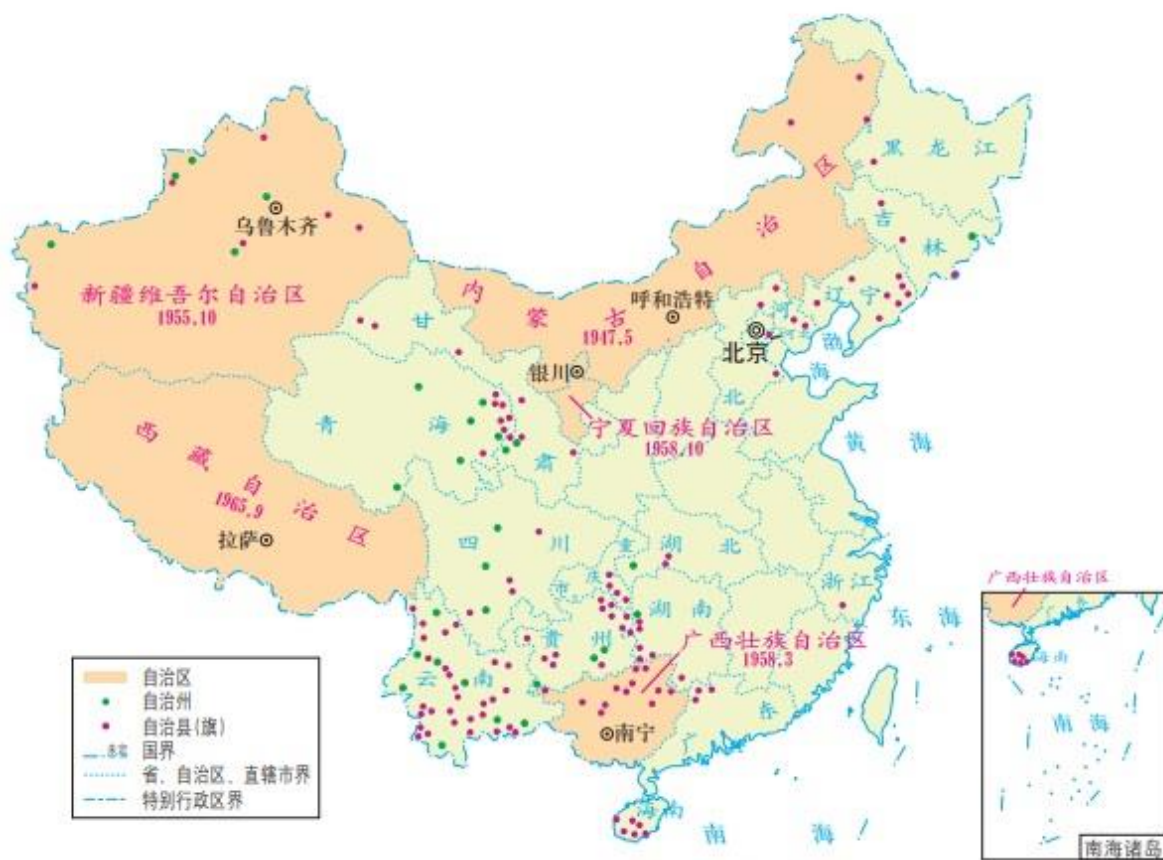 黑龙江
吉林
辽宁
内蒙古自治区
1947.5
呼和浩特
新疆维吾尔自治区
1955.10
乌鲁木齐
甘
肃
河
北
北京
渤
海
银川
宁夏回族自治区
1958.10
青海
西藏自治区
1965.9
拉萨
黄海
四川
重
庆
市
湖北
浙江
湖南
贵州
东海
广西壮族自治区
1958.3
云南
南宁
广
东
海南
南海
自治区
自治州
自治县(旗)
未定
国界
省、自治区、直辖市界
特别行政区界
广西壮族自治区
海南
南海
南海诸岛